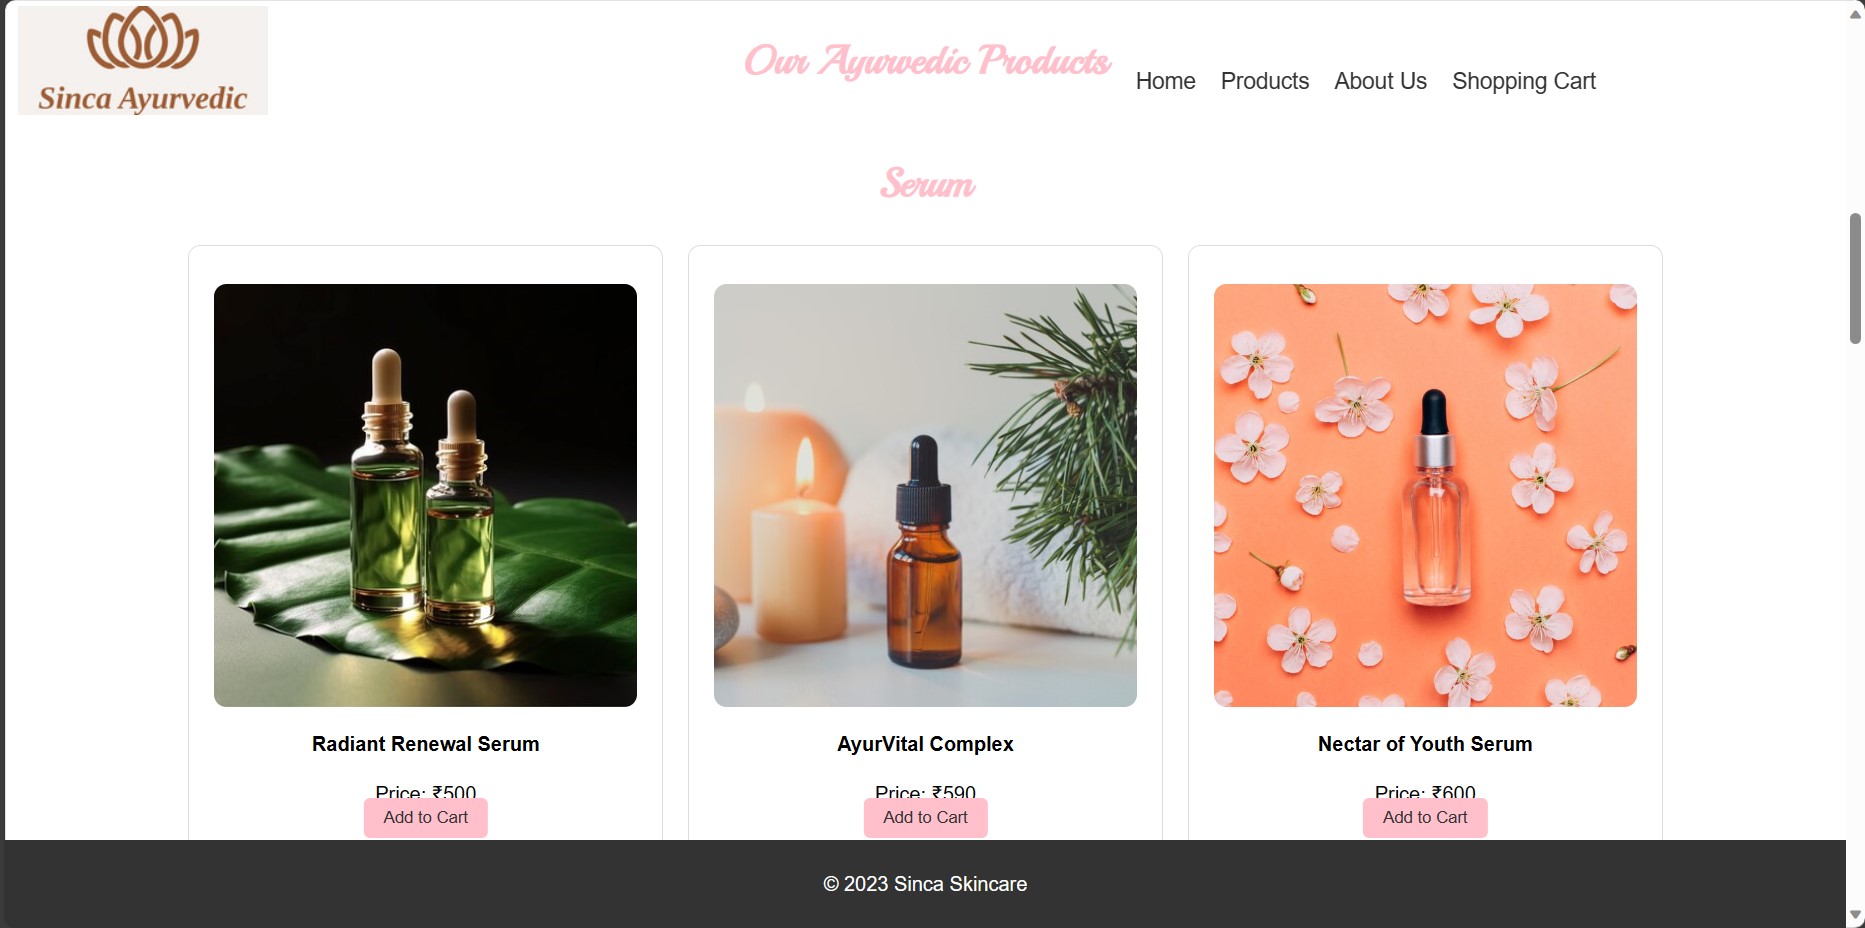 Sinca Ayurvedic
Our Ayurvedic Products
Home Products About Us Shopping Cart
Serum
Radiant Renewal Serum
Price: ₹500
Add to Cart
AyurVital Complex
Price: ₹590
Add to Cart
Nectar of Youth Serum
Price: ₹600
Add to Cart
© 2023 Sinca Skincare